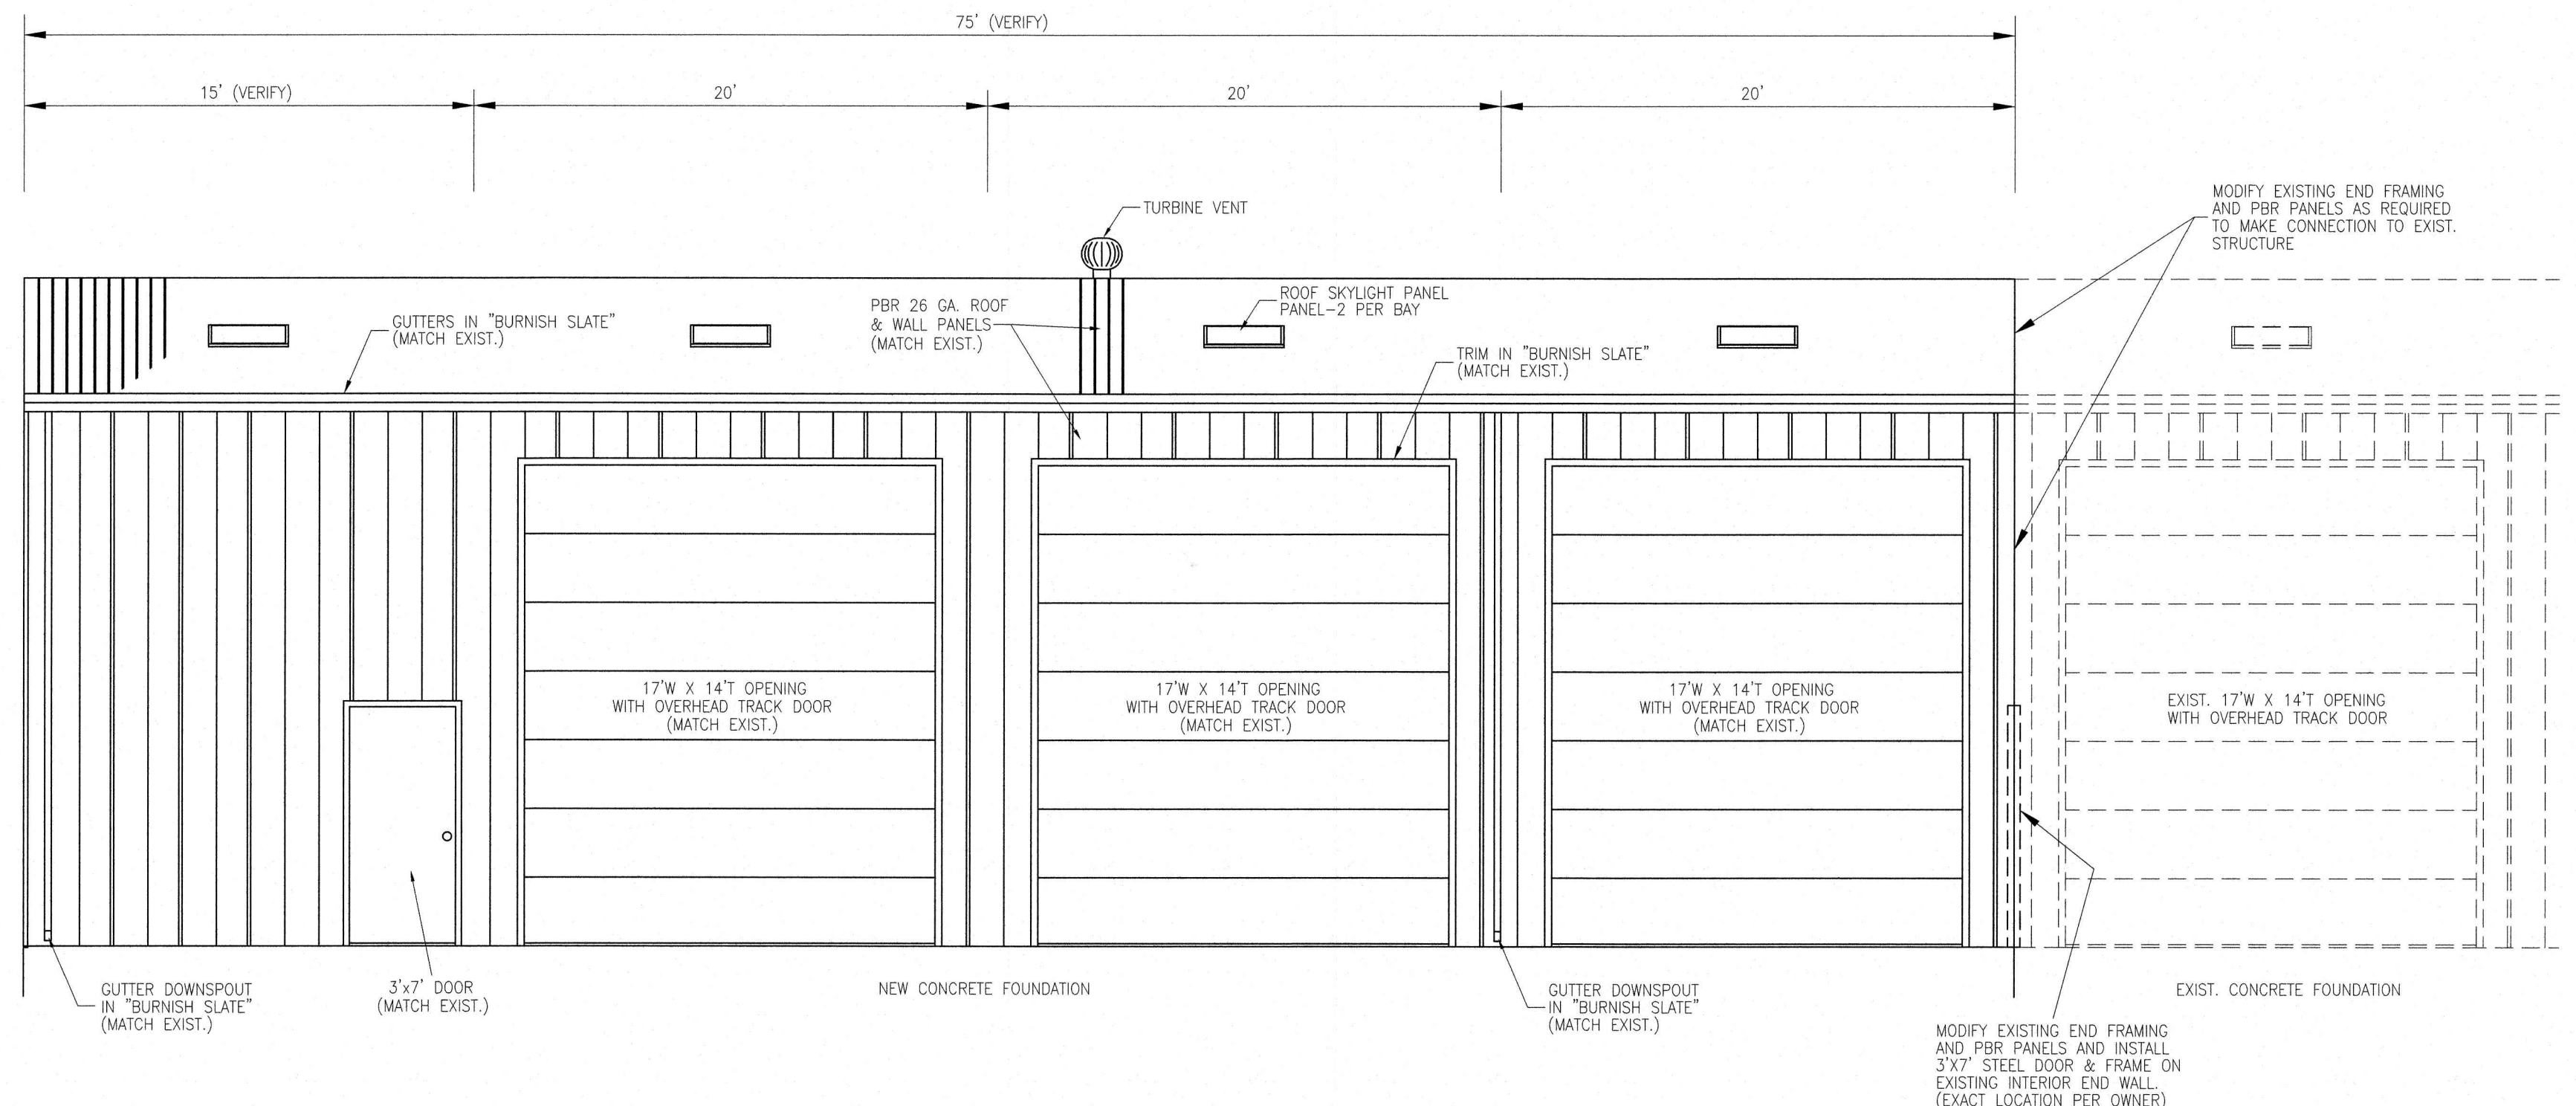 75' (VERIFY)
15' (VERIFY)
20'
20'
20'
TURBINE VENT
MODIFY EXISTING END FRAMING
AND PBR PANELS AS REQUIRED
TO MAKE CONNECTION TO EXIST.
STRUCTURE
GUTTERS IN "BURNISH SLATE"
(MATCH EXIST.)
PBR 26 GA. ROOF
& WALL PANELS
(MATCH EXIST.)
ROOF SKYLIGHT PANEL
PANEL-2 PER BAY
TRIM IN "BURNISH SLATE"
(MATCH EXIST.)
17'W X 14'T OPENING
WITH OVERHEAD TRACK DOOR
(MATCH EXIST.)
17'W X 14'T OPENING
WITH OVERHEAD TRACK DOOR
(MATCH EXIST.)
17'W X 14'T OPENING
WITH OVERHEAD TRACK DOOR
(MATCH EXIST.)
EXIST. 17'W X 14'T OPENING
WITH OVERHEAD TRACK DOOR
GUTTER DOWNSPOUT
IN "BURNISH SLATE"
(MATCH EXIST.)
3'x7' DOOR
(MATCH EXIST.)
NEW CONCRETE FOUNDATION
GUTTER DOWNSPOUT
IN "BURNISH SLATE"
(MATCH EXIST.)
EXIST. CONCRETE FOUNDATION
MODIFY EXISTING END FRAMING
AND PBR PANELS AND INSTALL
3'X7' STEEL DOOR & FRAME ON
EXISTING INTERIOR END WALL.
(EXACT LOCATION PER OWNER)